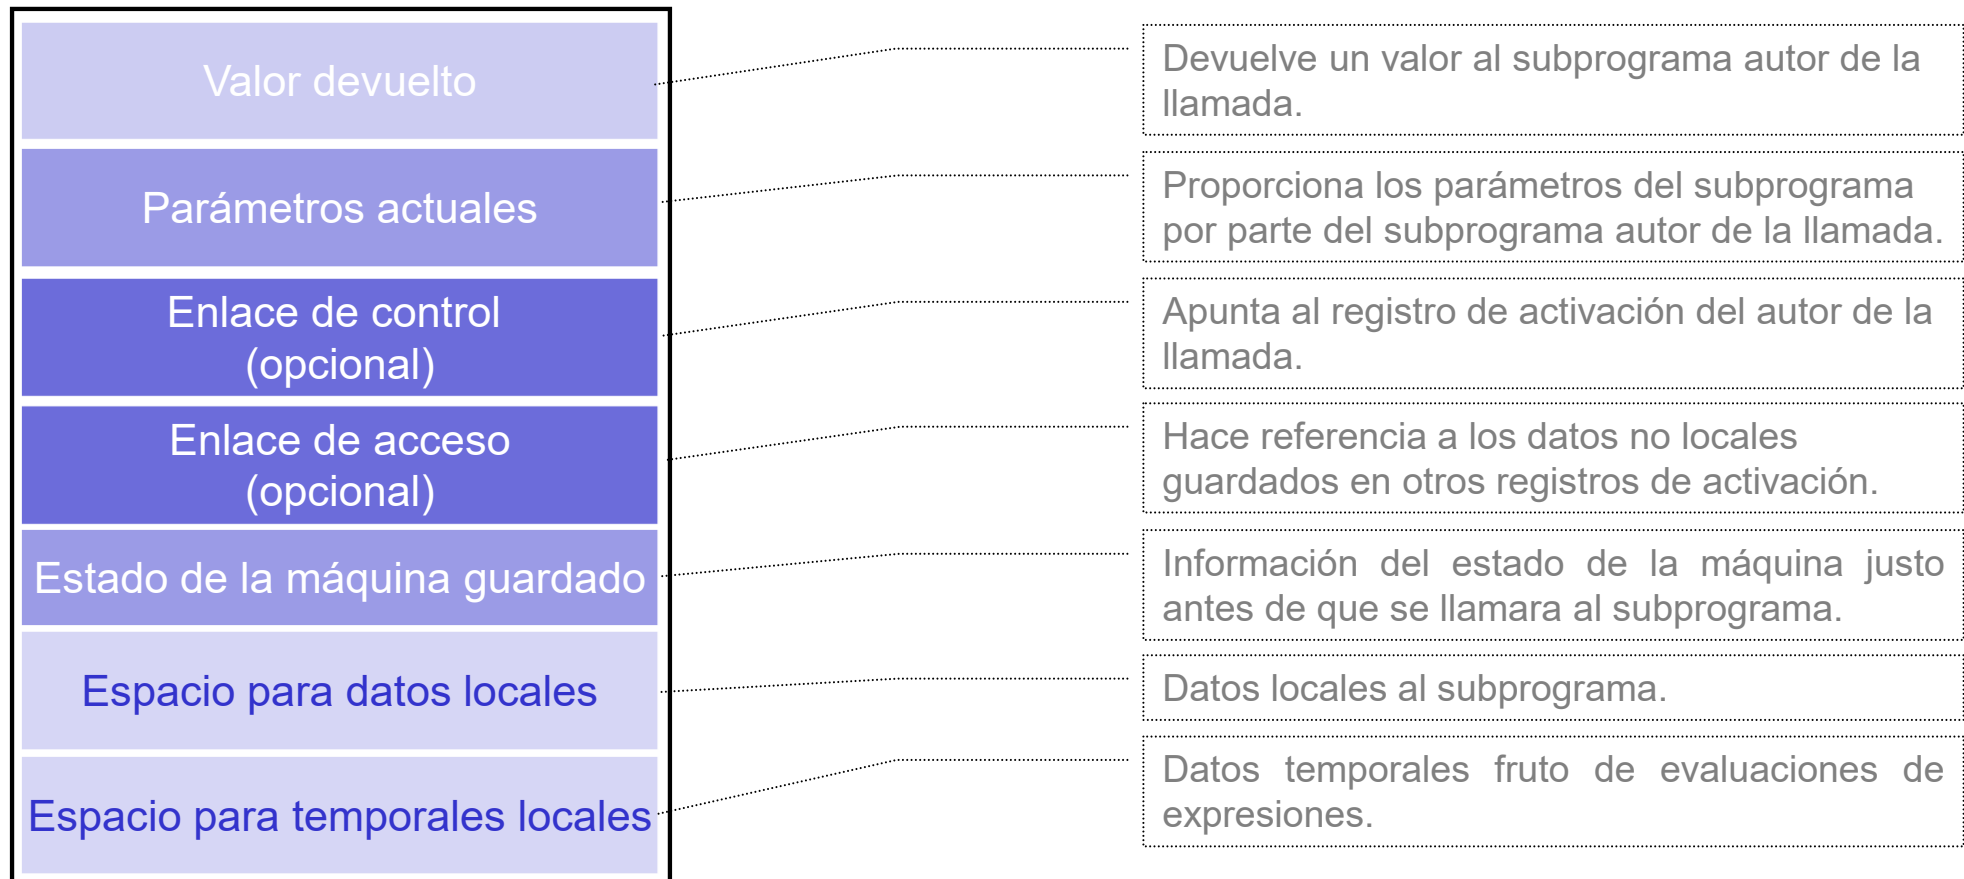 Valor devuelto
Devuelve un valor al subprograma autor de la
llamada.
Parámetros actuales
Proporciona los parámetros del subprograma
por parte del subprograma autor de la llamada.
Enlace de control
(opcional)
Apunta al registro de activación del autor de la
llamada.
Enlace de acceso
(opcional)
Hace referencia a los datos no locales
guardados en otros registros de activación.
Estado de la máquina guardado
Información del estado de la máquina justo
antes de que se llamara al subprograma.
Espacio para datos locales
Datos locales al subprograma.
Espacio para temporales locales
Datos temporales fruto de evaluaciones de
expresiones.